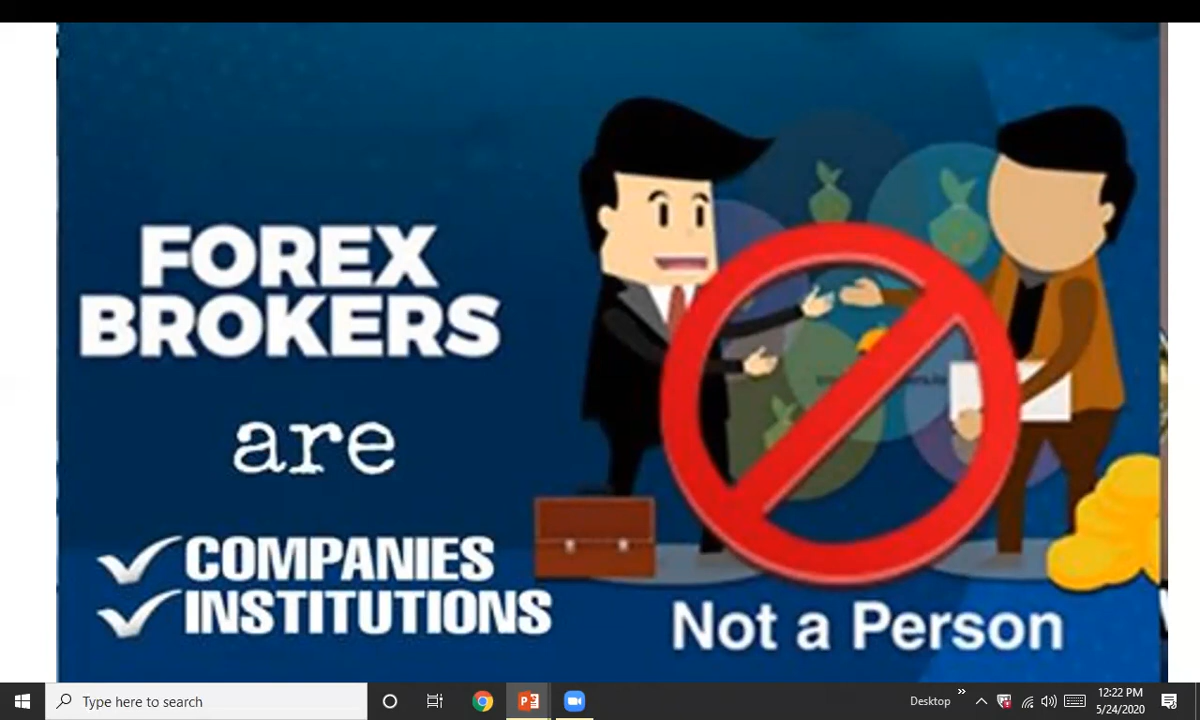 FOREX
BROKERS
are
COMPANIES
INSTITUTIONS
Not a Person
Type here to search
Desktop
12:22 PM
5/24/2020